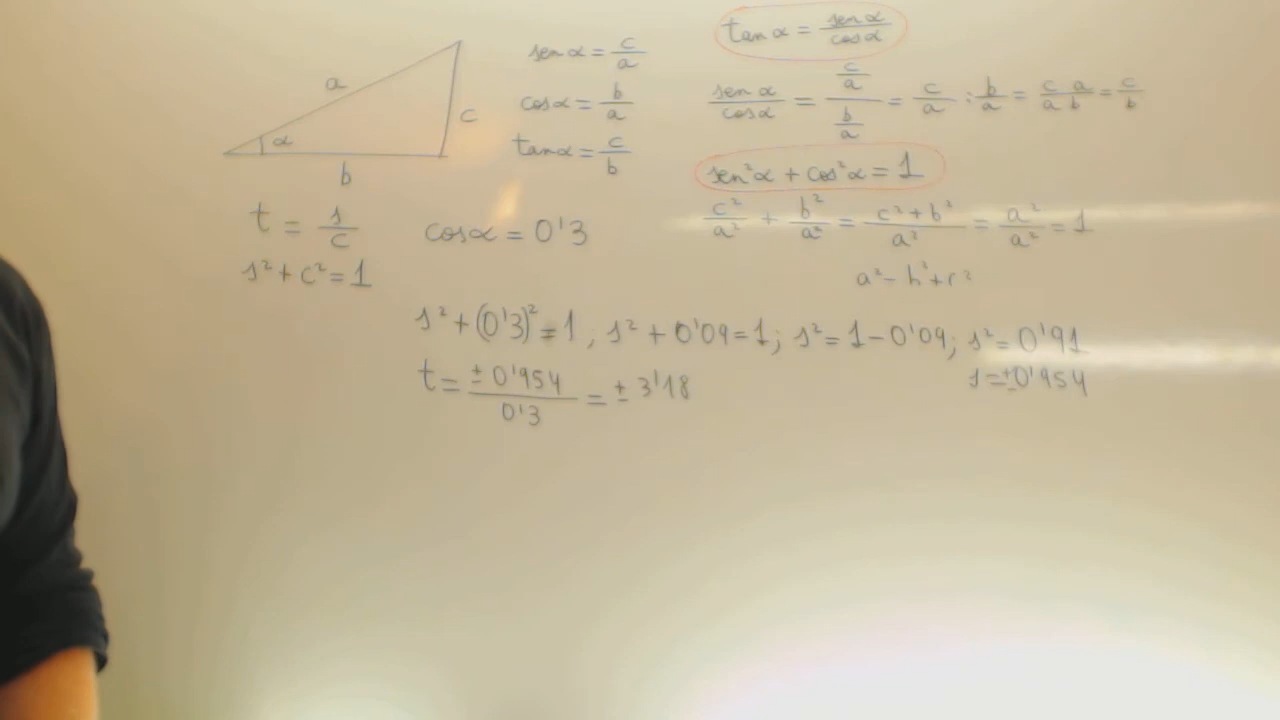 a
α
c
b
sen α = c/a
cos α = b/a
tan α = c/b
tan α = sen α / cos α
sen α / cos α = (c/a) / (b/a) = c/a : b/a = c a / a b = c/b
sen²α + cos²α = 1
c²/a² + b²/a² = (c² + b²)/a² = a²/a² = 1
t = s/c
s² + c² = 1
cos α = 0'3
s² + (0'3)² = 1 ; s² + 0'09 = 1 ; s² = 1 - 0'09 ; s² = 0'91
s = ± 0'954
t = ± 0'954 / 0'3 = ± 3'18